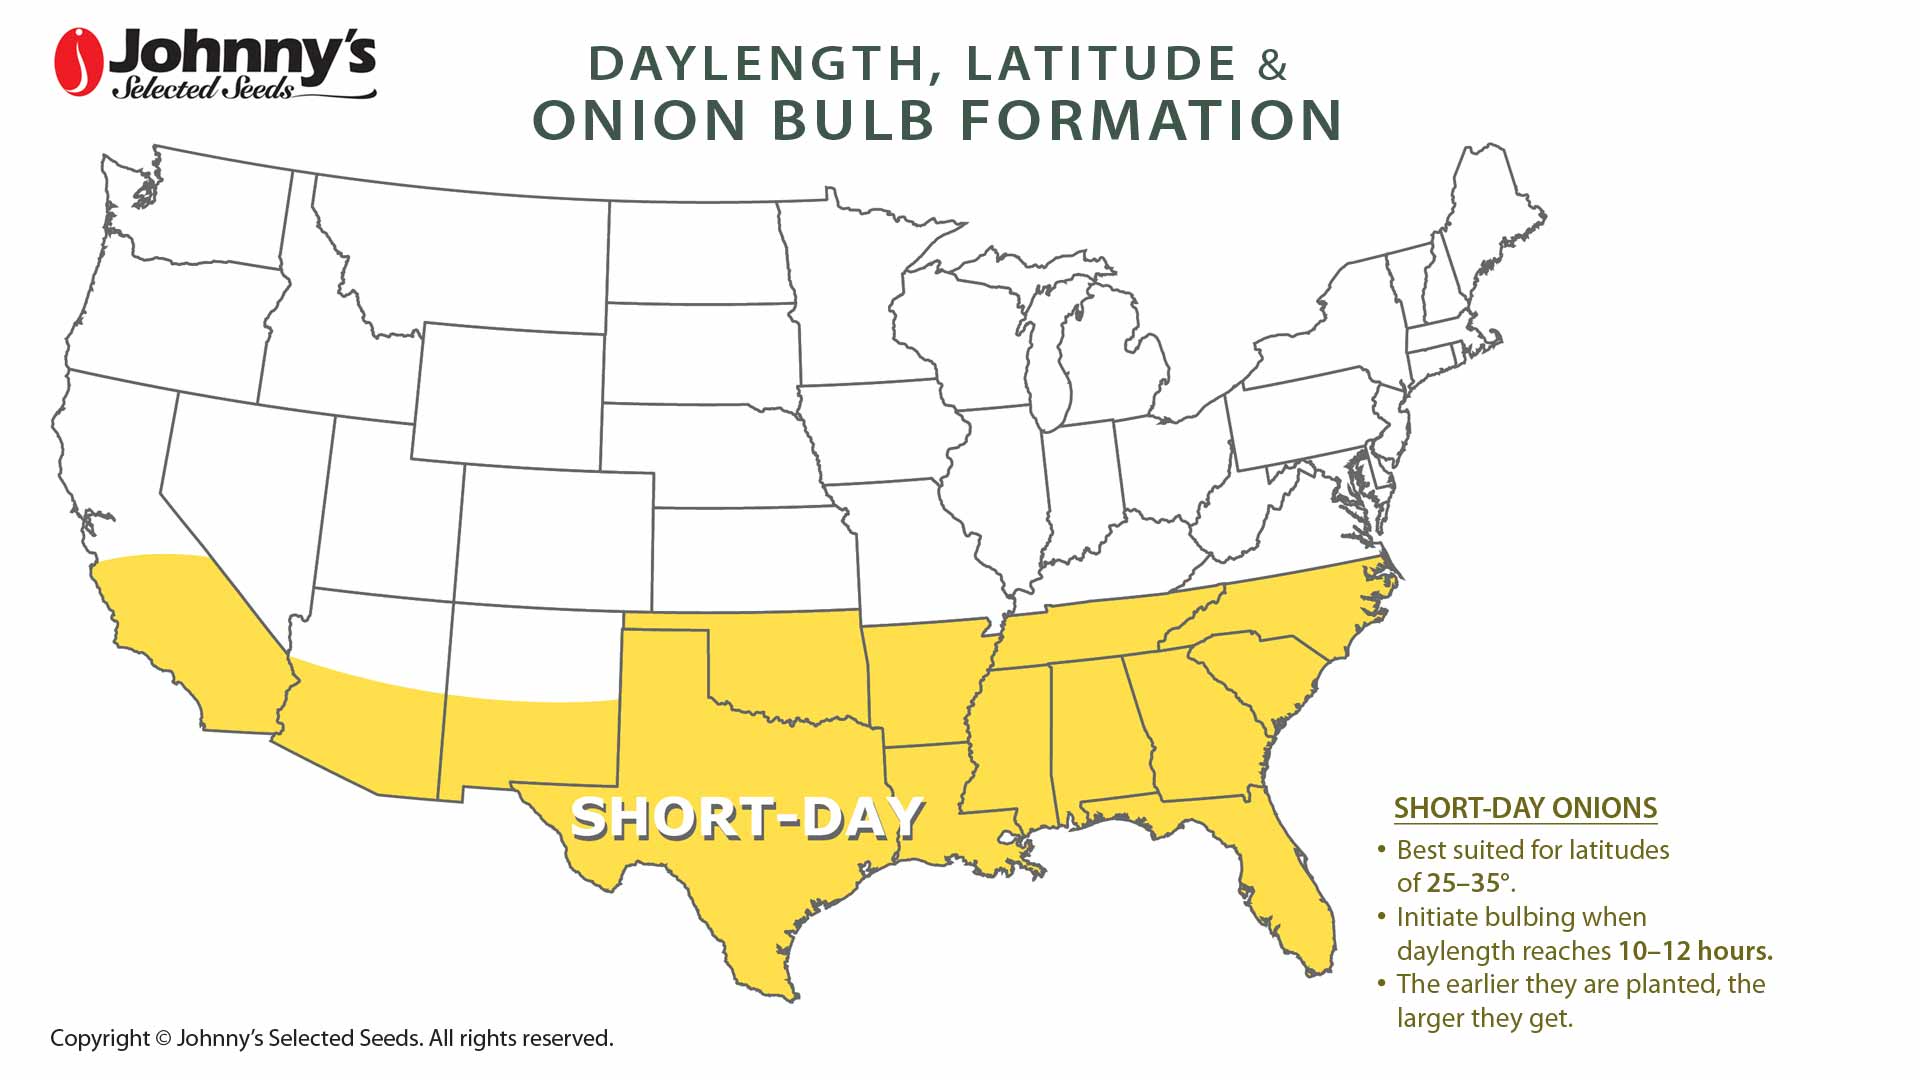 Johnny's
Selected Seeds
DAYLENGTH, LATITUDE &
ONION BULB FORMATION
SHORT-DAY
SHORT-DAY ONIONS
• Best suited for latitudes
of 25–35°.
• Initiate bulbing when
daylength reaches 10–12 hours.
• The earlier they are planted, the
larger they get.
Copyright © Johnny's Selected Seeds. All rights reserved.